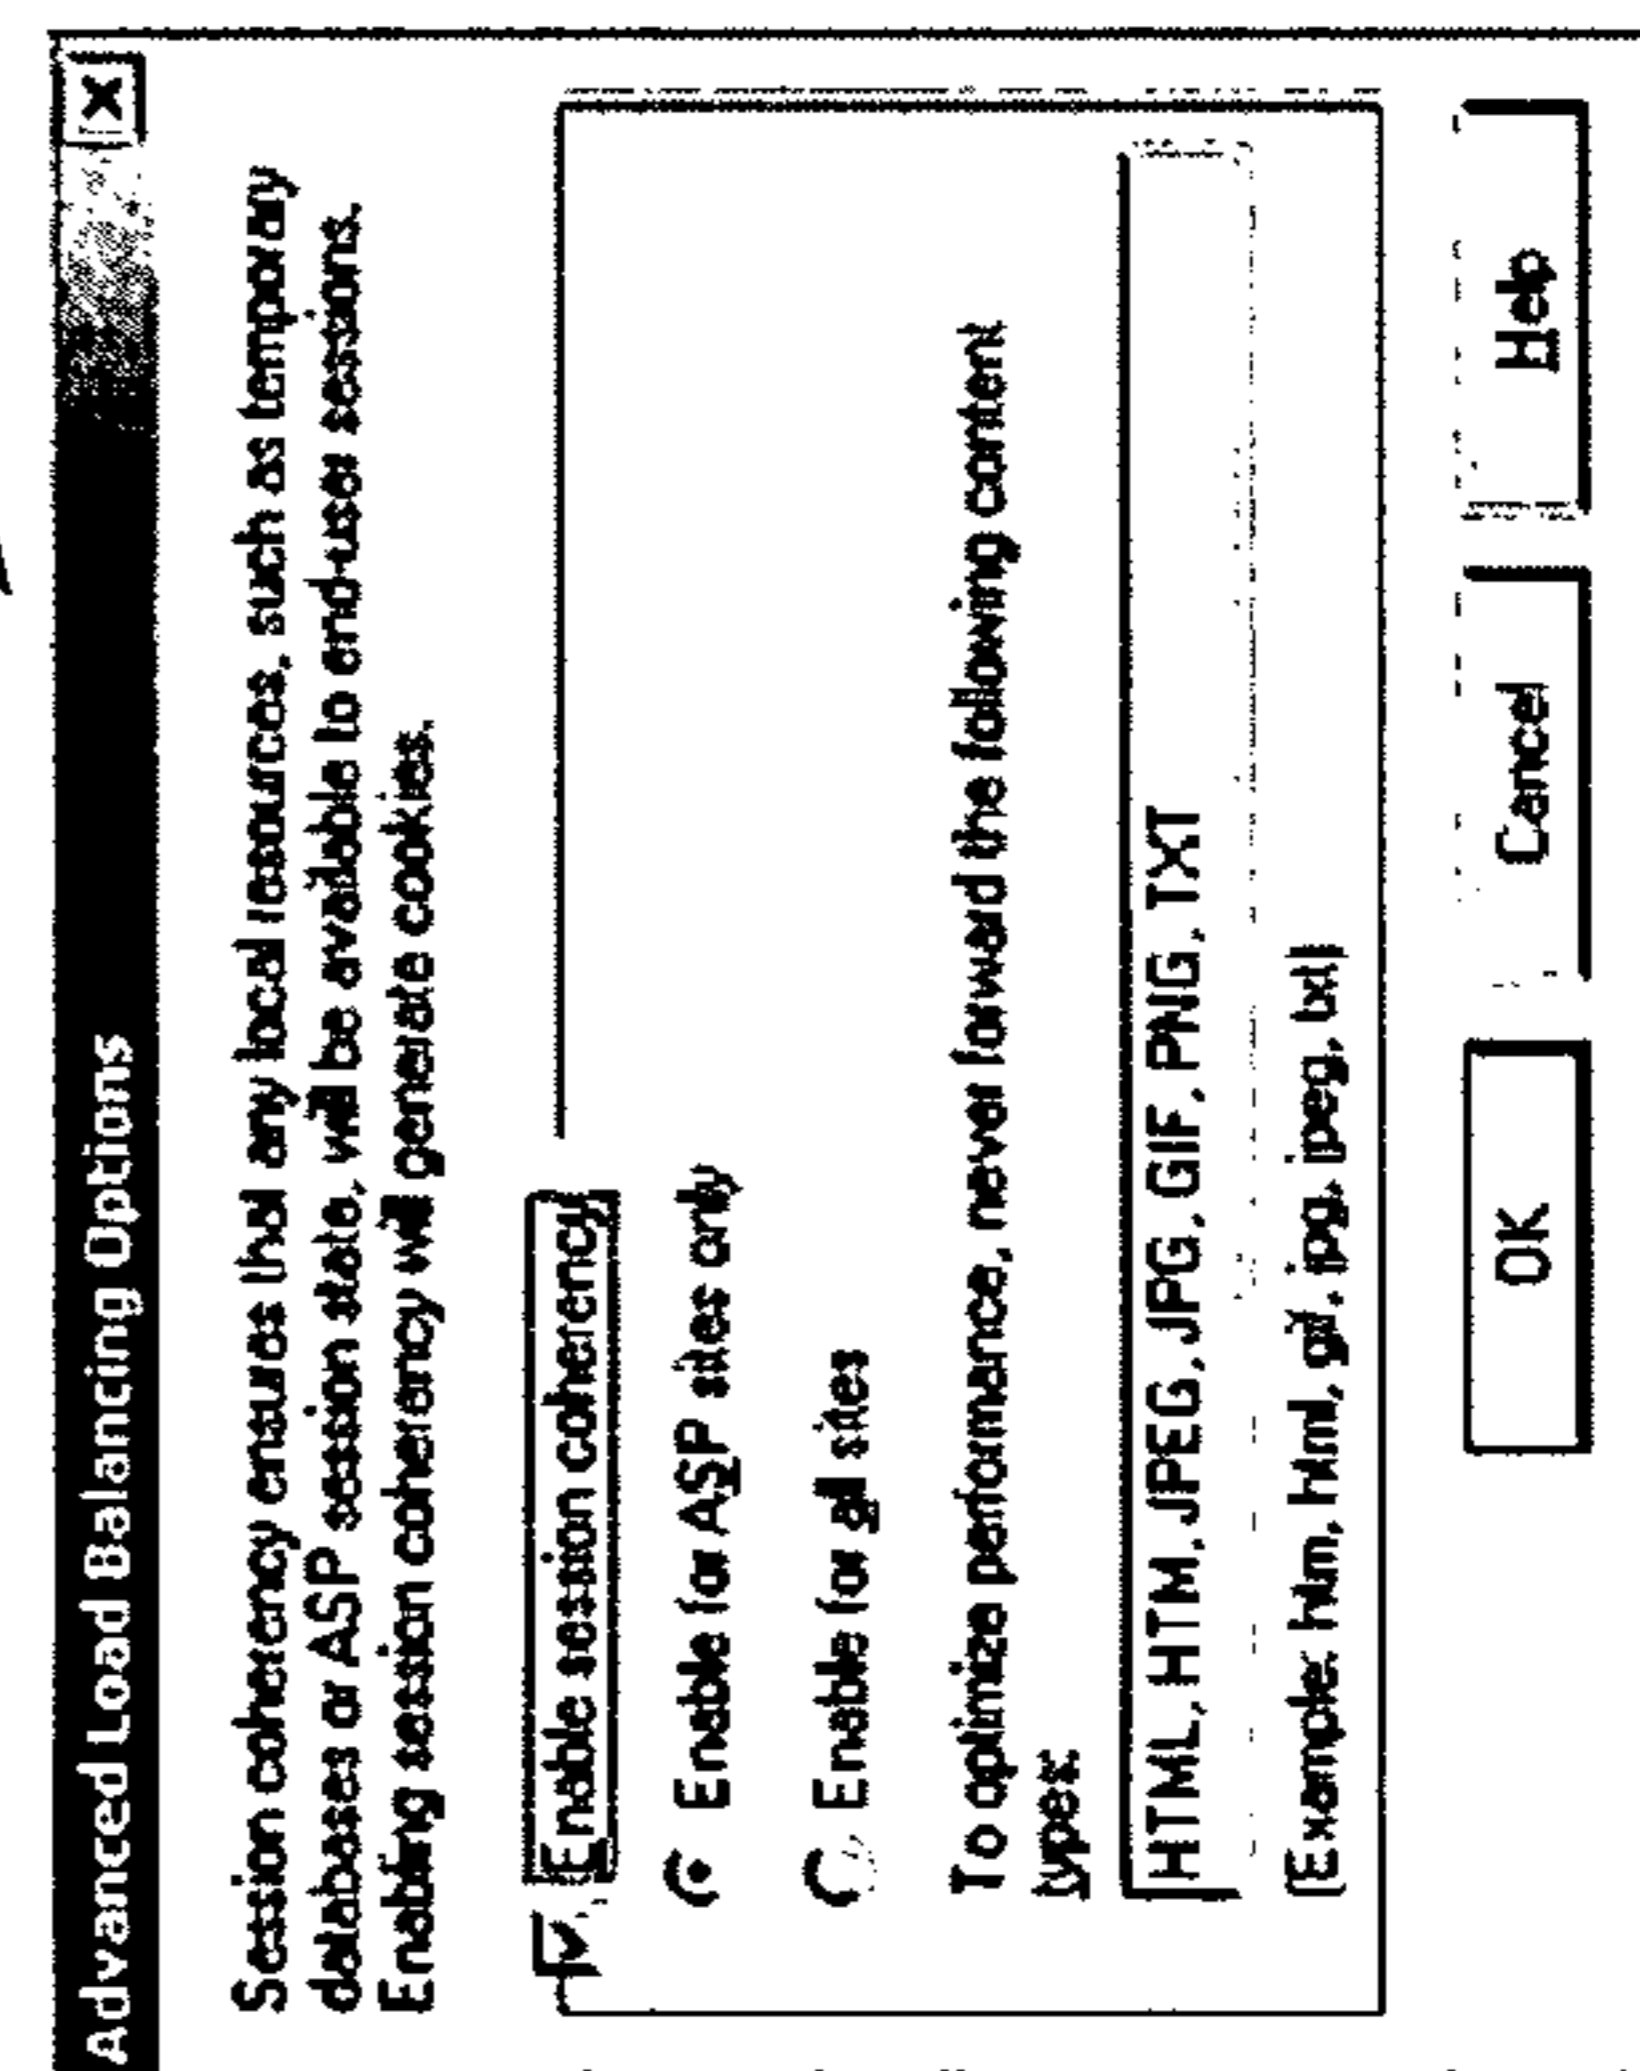 Advanced Load Balancing Options
Session coherency ensures that any local resources, such as temporary
databases or ASP session state, will be available to end-user sessions.
Enabling session coherency will generate cookies.
Enable session coherency
Enable for ASP sites only
Enable for all sites
To optimize performance, never forward the following content
types:
HTML, HTM, JPEG, JPG, GIF, PNG, TXT
(Example: htm, html, gif, jpg, jpeg, txt)
OK
Cancel
Help